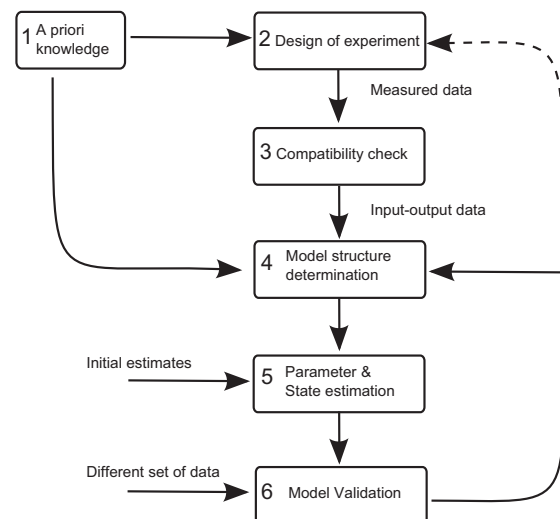 1 A priori
knowledge
2 Design of experiment
Measured data
3 Compatibility check
Input-output data
4 Model structure
determination
Initial estimates
5 Parameter &
State estimation
Different set of data
6 Model Validation